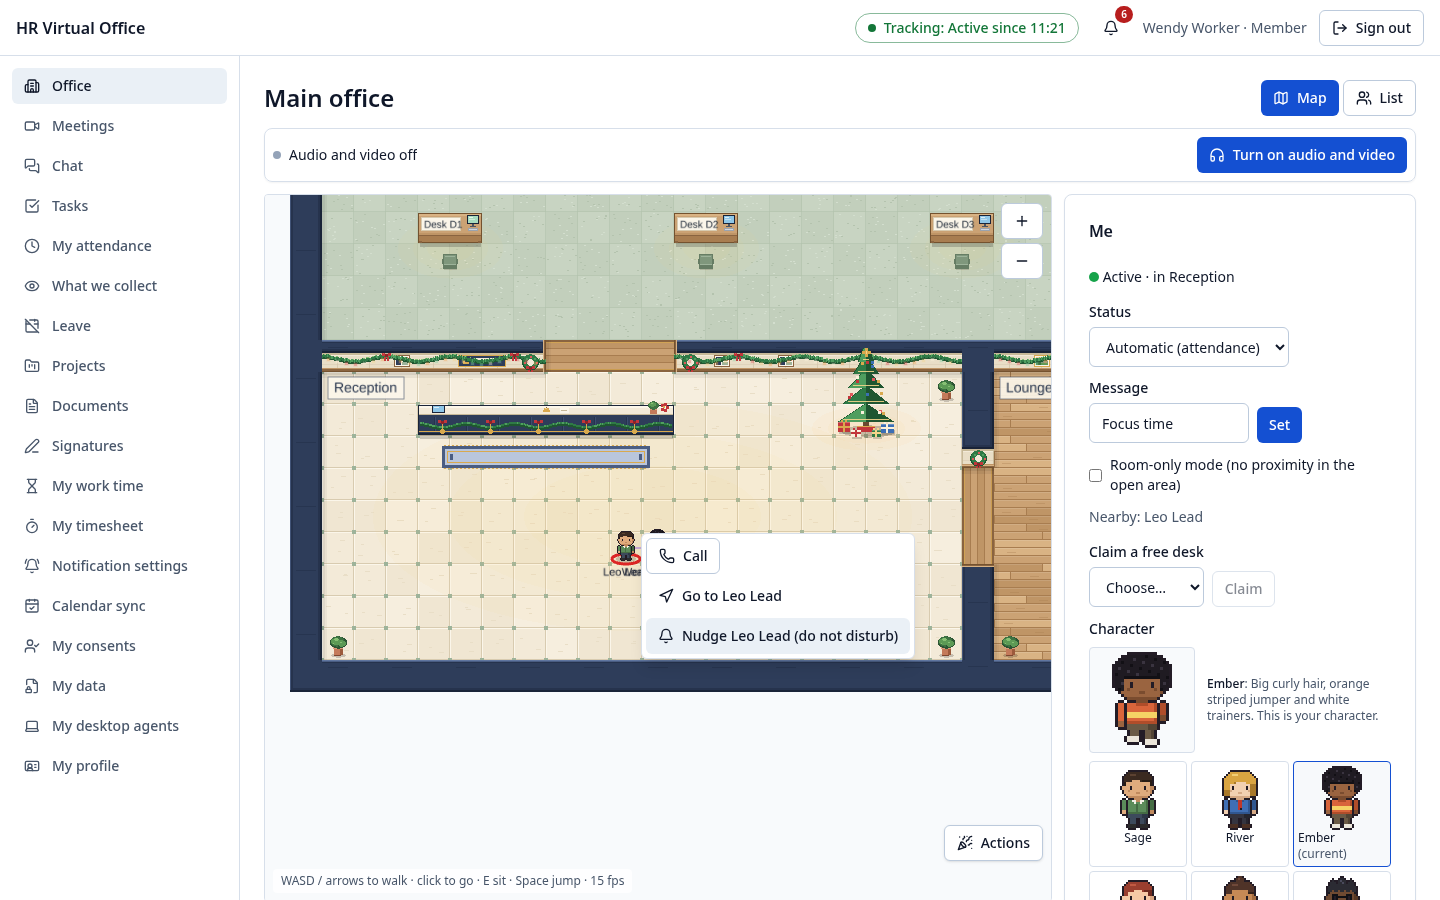 HR Virtual Office
Tracking: Active since 11:21
6
Wendy Worker · Member
Sign out
Office
Meetings
Chat
Tasks
My attendance
What we collect
Leave
Projects
Documents
Signatures
My work time
My timesheet
Notification settings
Calendar sync
My consents
My data
My desktop agents
My profile
Main office
Map
List
Audio and video off
Turn on audio and video
Desk D1
Desk D2
Desk D3
+
−
Reception
Lounge
Call
Go to Leo Lead
Nudge Leo Lead (do not disturb)
Actions
WASD / arrows to walk · click to go · E sit · Space jump · 15 fps
Me
Active · in Reception
Status
Automatic (attendance)
Message
Focus time
Set
Room-only mode (no proximity in the
open area)
Nearby: Leo Lead
Claim a free desk
Choose...
Claim
Character
Ember: Big curly hair, orange
striped jumper and white
trainers. This is your character.
Sage
River
Ember
(current)